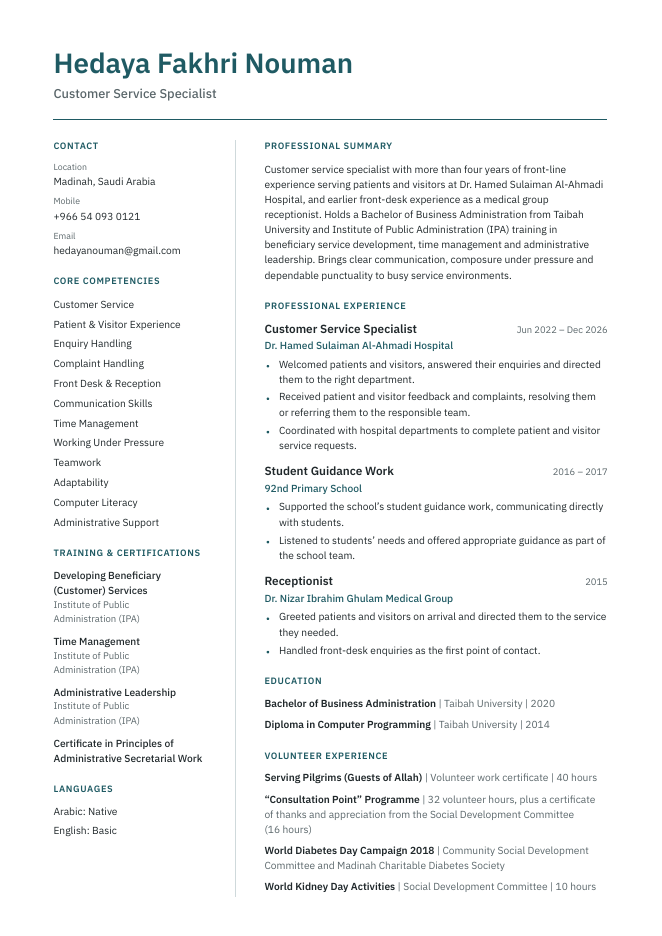 Hedaya Fakhri Nouman
Customer Service Specialist
CONTACT
Location
Madinah, Saudi Arabia
Mobile
+966 54 093 0121
Email
hedayanouman@gmail.com
CORE COMPETENCIES
Customer Service
Patient & Visitor Experience
Enquiry Handling
Complaint Handling
Front Desk & Reception
Communication Skills
Time Management
Working Under Pressure
Teamwork
Adaptability
Computer Literacy
Administrative Support
TRAINING & CERTIFICATIONS
Developing Beneficiary
(Customer) Services
Institute of Public
Administration (IPA)
Time Management
Institute of Public
Administration (IPA)
Administrative Leadership
Institute of Public
Administration (IPA)
Certificate in Principles of
Administrative Secretarial Work
LANGUAGES
Arabic: Native
English: Basic
PROFESSIONAL SUMMARY
Customer service specialist with more than four years of front-line
experience serving patients and visitors at Dr. Hamed Sulaiman Al-Ahmadi
Hospital, and earlier front-desk experience as a medical group
receptionist. Holds a Bachelor of Business Administration from Taibah
University and Institute of Public Administration (IPA) training in
beneficiary service development, time management and administrative
leadership. Brings clear communication, composure under pressure and
dependable punctuality to busy service environments.
PROFESSIONAL EXPERIENCE
Customer Service Specialist Jun 2022 – Dec 2026
Dr. Hamed Sulaiman Al-Ahmadi Hospital
• Welcomed patients and visitors, answered their enquiries and directed
them to the right department.
• Received patient and visitor feedback and complaints, resolving them
or referring them to the responsible team.
• Coordinated with hospital departments to complete patient and visitor
service requests.
Student Guidance Work 2016 – 2017
92nd Primary School
• Supported the school’s student guidance work, communicating directly
with students.
• Listened to students’ needs and offered appropriate guidance as part of
the school team.
Receptionist 2015
Dr. Nizar Ibrahim Ghulam Medical Group
• Greeted patients and visitors on arrival and directed them to the service
they needed.
• Handled front-desk enquiries as the first point of contact.
EDUCATION
Bachelor of Business Administration | Taibah University | 2020
Diploma in Computer Programming | Taibah University | 2014
VOLUNTEER EXPERIENCE
Serving Pilgrims (Guests of Allah) | Volunteer work certificate | 40 hours
“Consultation Point” Programme | 32 volunteer hours, plus a certificate
of thanks and appreciation from the Social Development Committee
(16 hours)
World Diabetes Day Campaign 2018 | Community Social Development
Committee and Madinah Charitable Diabetes Society
World Kidney Day Activities | Social Development Committee | 10 hours